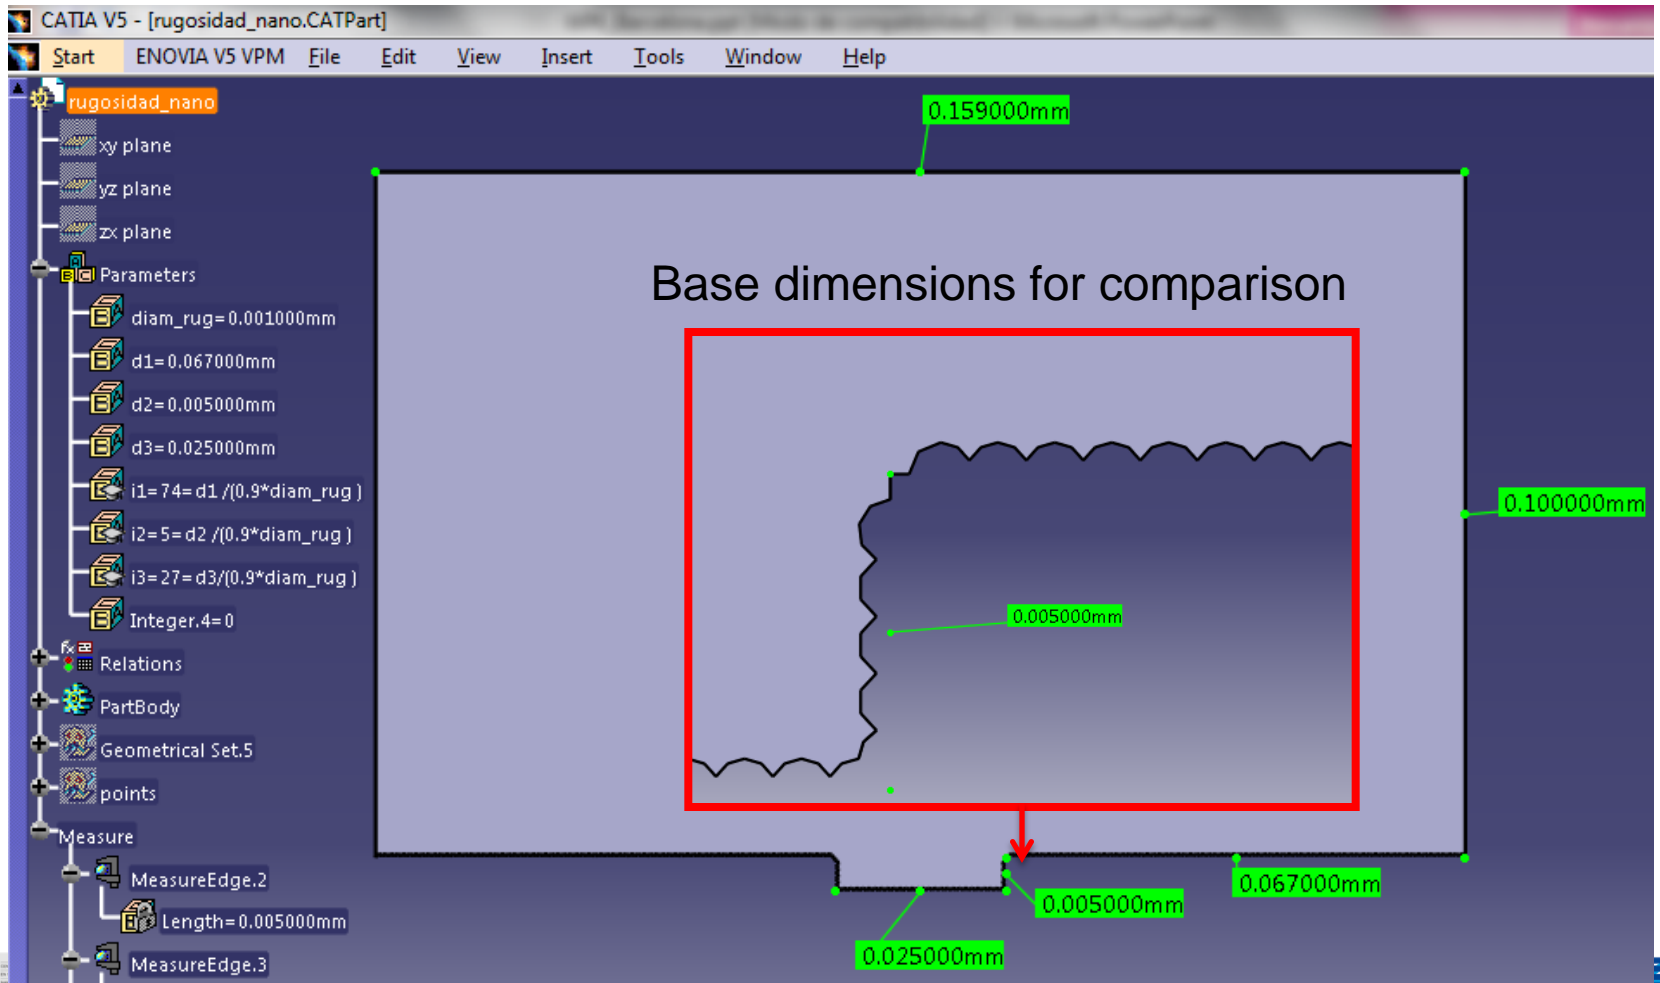 CATIA V5 - [rugosidad_nano.CATPart]
Start ENOVIA V5 VPM File Edit View Insert Tools Window Help
rugosidad_nano
xy plane
yz plane
zx plane
Parameters
diam_rug=0.001000mm
d1=0.067000mm
d2=0.005000mm
d3=0.025000mm
i1=74=d1/(0.9*diam_rug )
i2=5=d2 /(0.9*diam_rug )
i3=27=d3/(0.9*diam_rug )
Integer.4=0
Relations
PartBody
Geometrical Set.5
points
Measure
MeasureEdge.2
Length=0.005000mm
MeasureEdge.3
0.159000mm
Base dimensions for comparison
0.100000mm
0.005000mm
0.067000mm
0.005000mm
0.025000mm